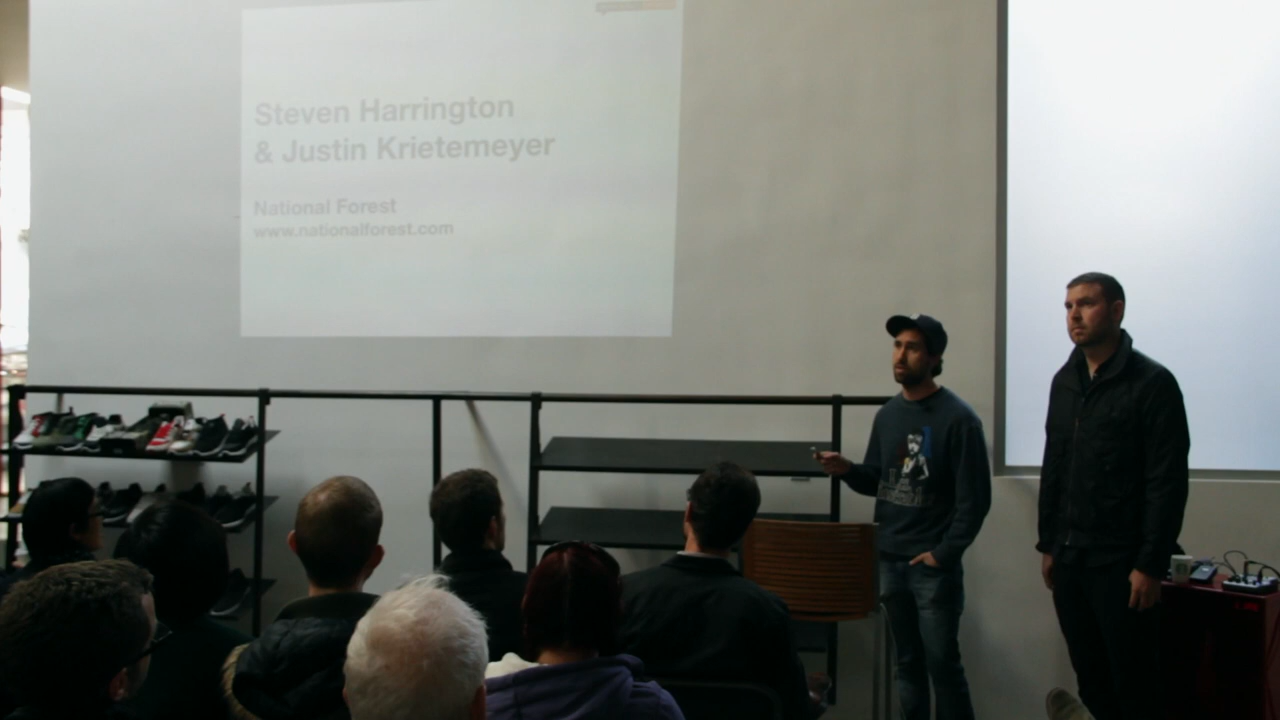 Steven Harrington
& Justin Krietemeyer
National Forest
www.nationalforest.com